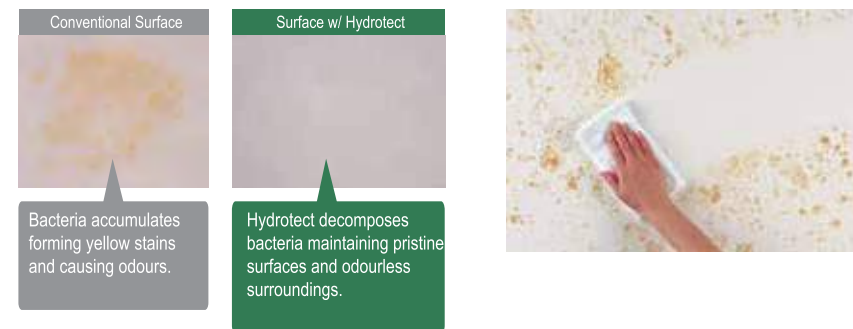 Conventional Surface
Surface w/ Hydrotect
Bacteria accumulates
forming yellow stains
and causing odours.
Hydrotect decomposes
bacteria maintaining pristine
surfaces and odourless
surroundings.